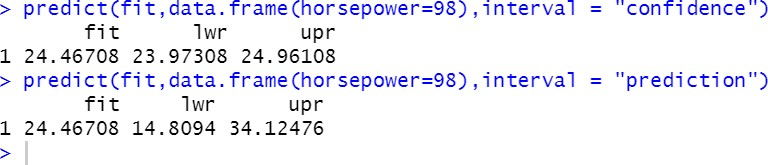 > predict(fit,data.frame(horsepower=98),interval = "confidence")
       fit      lwr      upr
1 24.46708 23.97308 24.96108
> predict(fit,data.frame(horsepower=98),interval = "prediction")
       fit     lwr      upr
1 24.46708 14.8094 34.12476
>